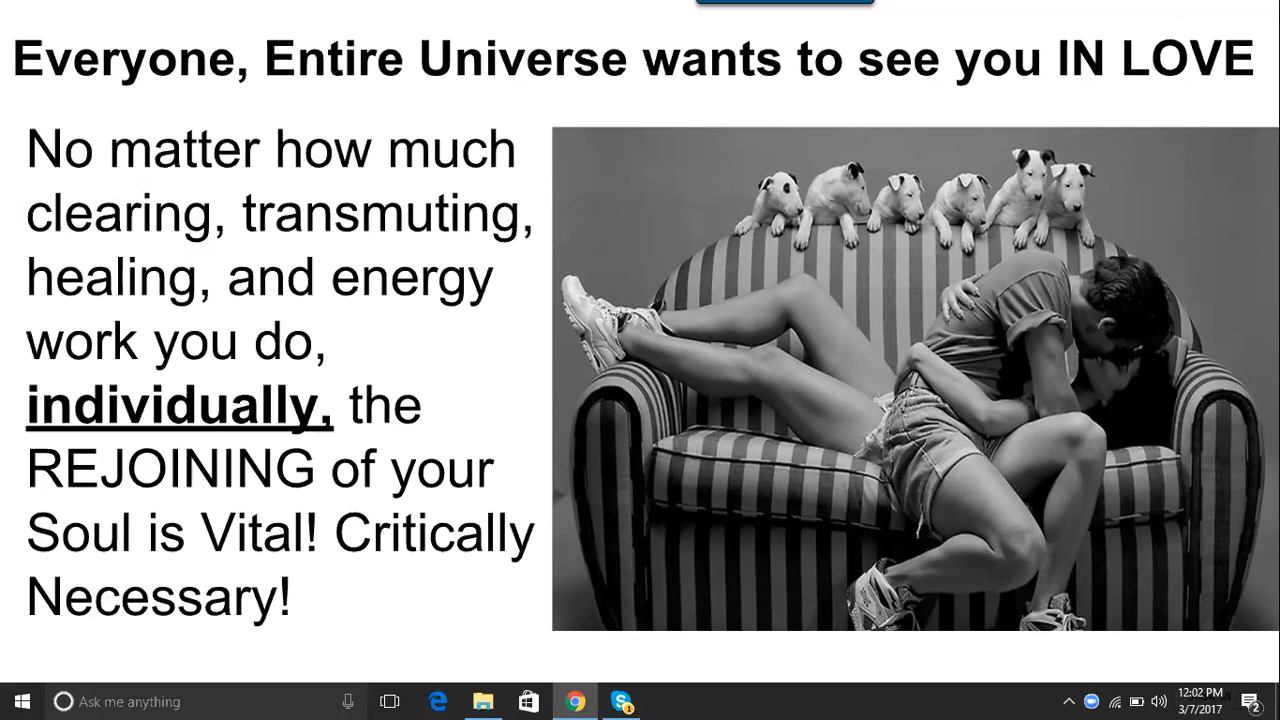 Everyone, Entire Universe wants to see you IN LOVE
No matter how much
clearing, transmuting,
healing, and energy
work you do,
individually, the
REJOINING of your
Soul is Vital! Critically
Necessary!
Ask me anything
12:02 PM
3/7/2017
1
2